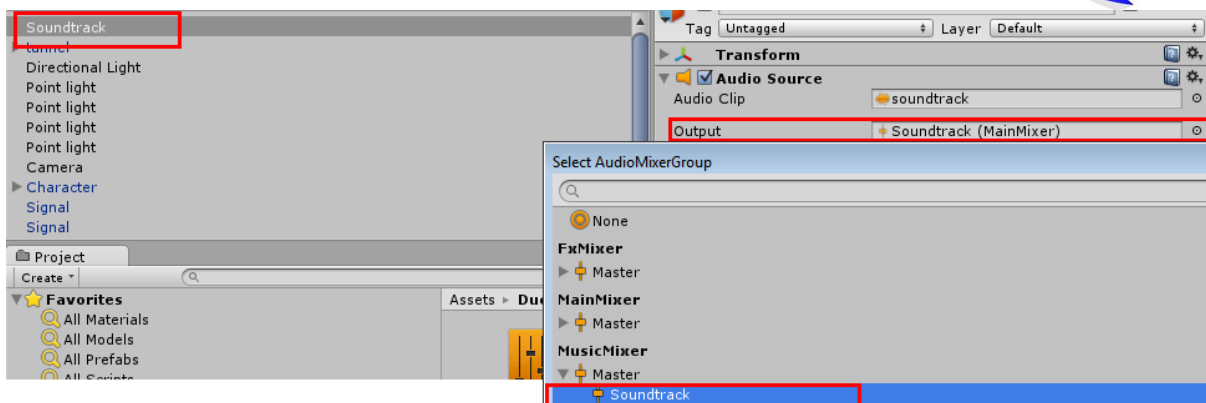 Soundtrack
tunnel
Directional Light
Point light
Point light
Point light
Point light
Camera
Character
Signal
Signal
Project
Create
Favorites
All Materials
All Models
All Prefabs
All Scripts
Assets
Tag Untagged Layer Default
Transform
Audio Source
Audio Clip soundtrack
Output Soundtrack (MainMixer)
Select AudioMixerGroup
None
FxMixer
Master
MainMixer
Master
MusicMixer
Master
Soundtrack